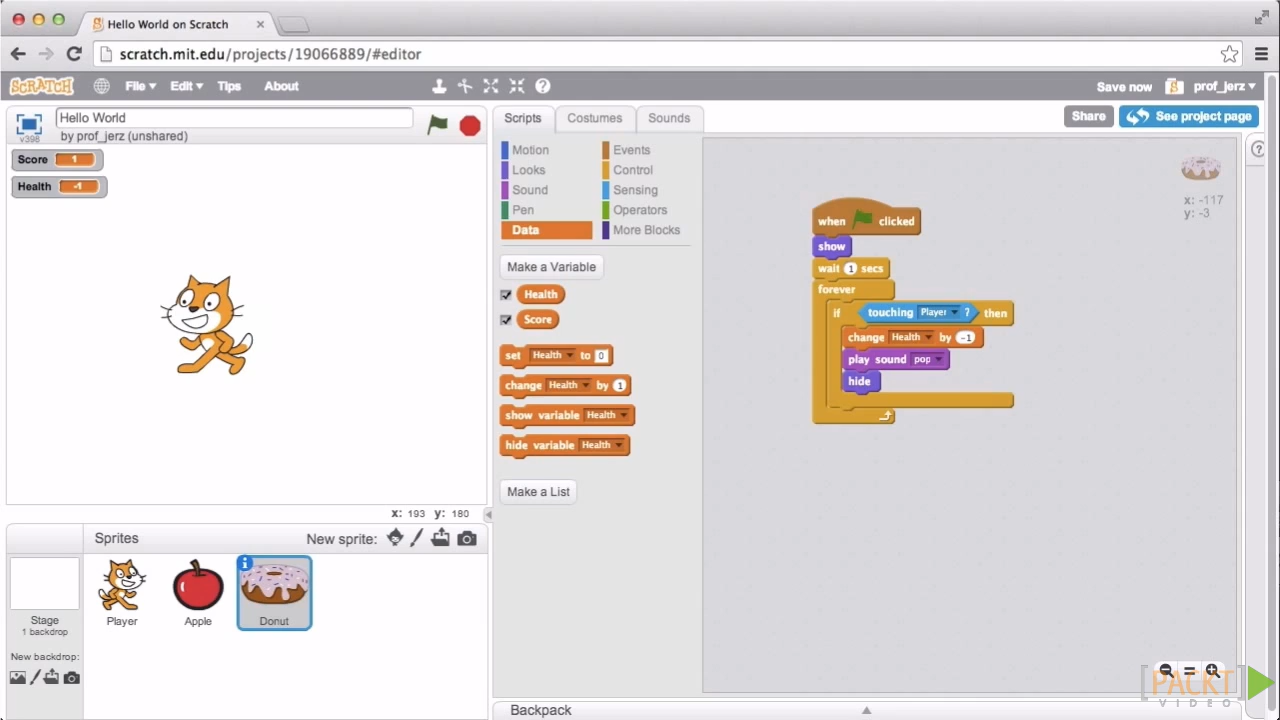 Hello World on Scratch
scratch.mit.edu/projects/19066889/#editor
SCRATCH File Edit Tips About Save now prof_jerz
v398 Hello World
by prof_jerz (unshared)
Scripts Costumes Sounds Share See project page
Score 1
Health -1
Motion Events
Looks Control
Sound Sensing
Pen Operators
Data More Blocks
Make a Variable
Health
Score
set Health to 0
change Health by 1
show variable Health
hide variable Health
Make a List
x: -117
y: -3
when clicked
show
wait 1 secs
forever
if touching Player ? then
change Health by -1
play sound pop
hide
x: 193 y: 180
Sprites New sprite:
Stage
1 backdrop
New backdrop:
Player Apple Donut
Backpack
PACKT
VIDEO